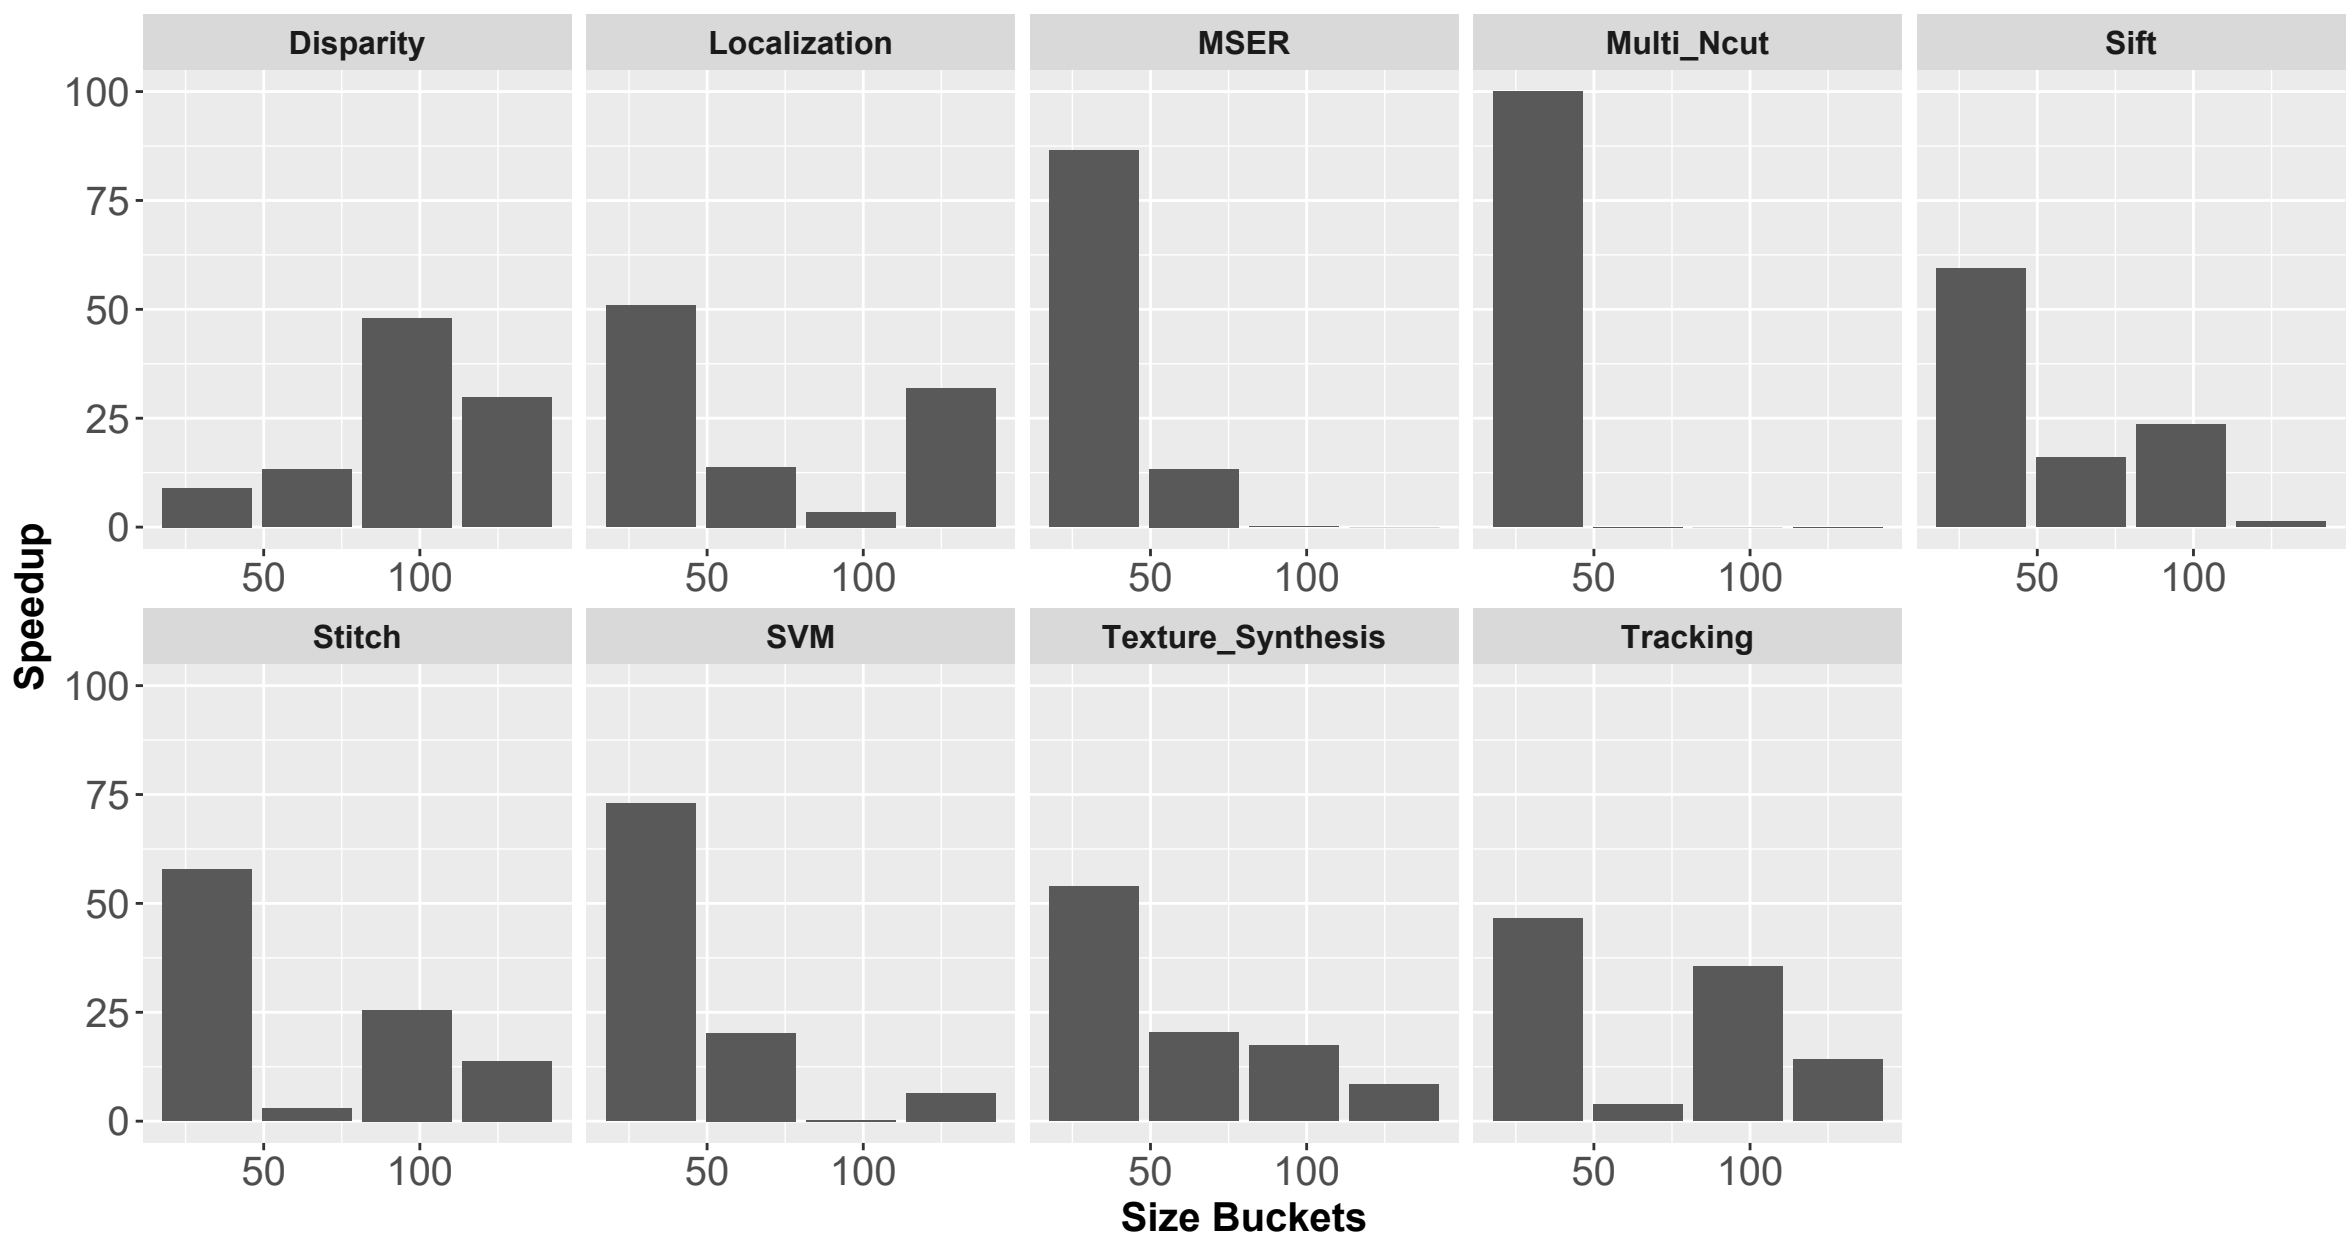 Disparity Localization MSER Multi_Ncut Sift
100
75
50
25
0
50 100 50 100 50 100 50 100 50 100
Speedup
Stitch SVM Texture_Synthesis Tracking
100
75
50
25
0
50 100 50 100 50 100 50 100
Size Buckets